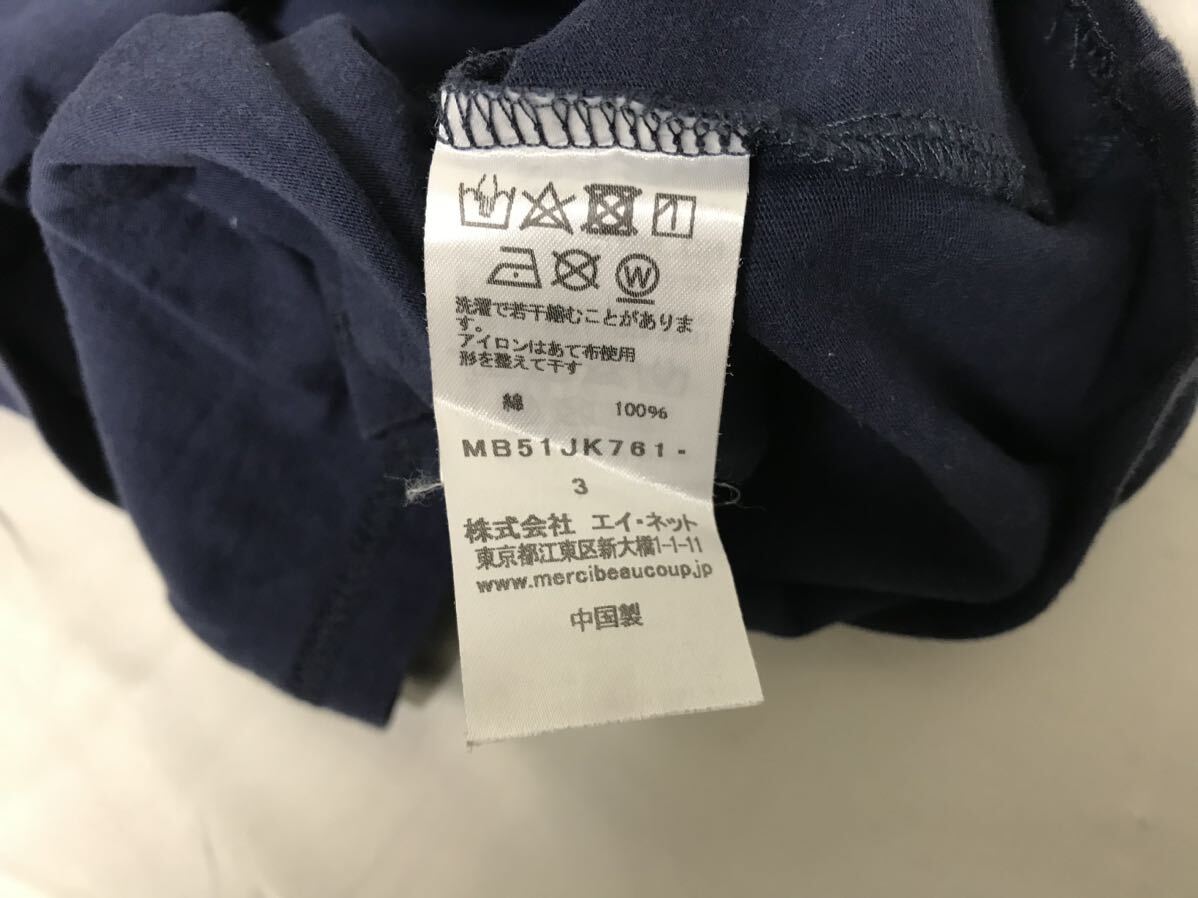 洗濯で若干縮むことがありま
す。
アイロンはあて布使用
形を整えて干す
綿 100%
MB51JK761-
3
株式会社 エイ・ネット
東京都江東区新大橋1-1-11
www.mercibeaucoup.jp
中国製